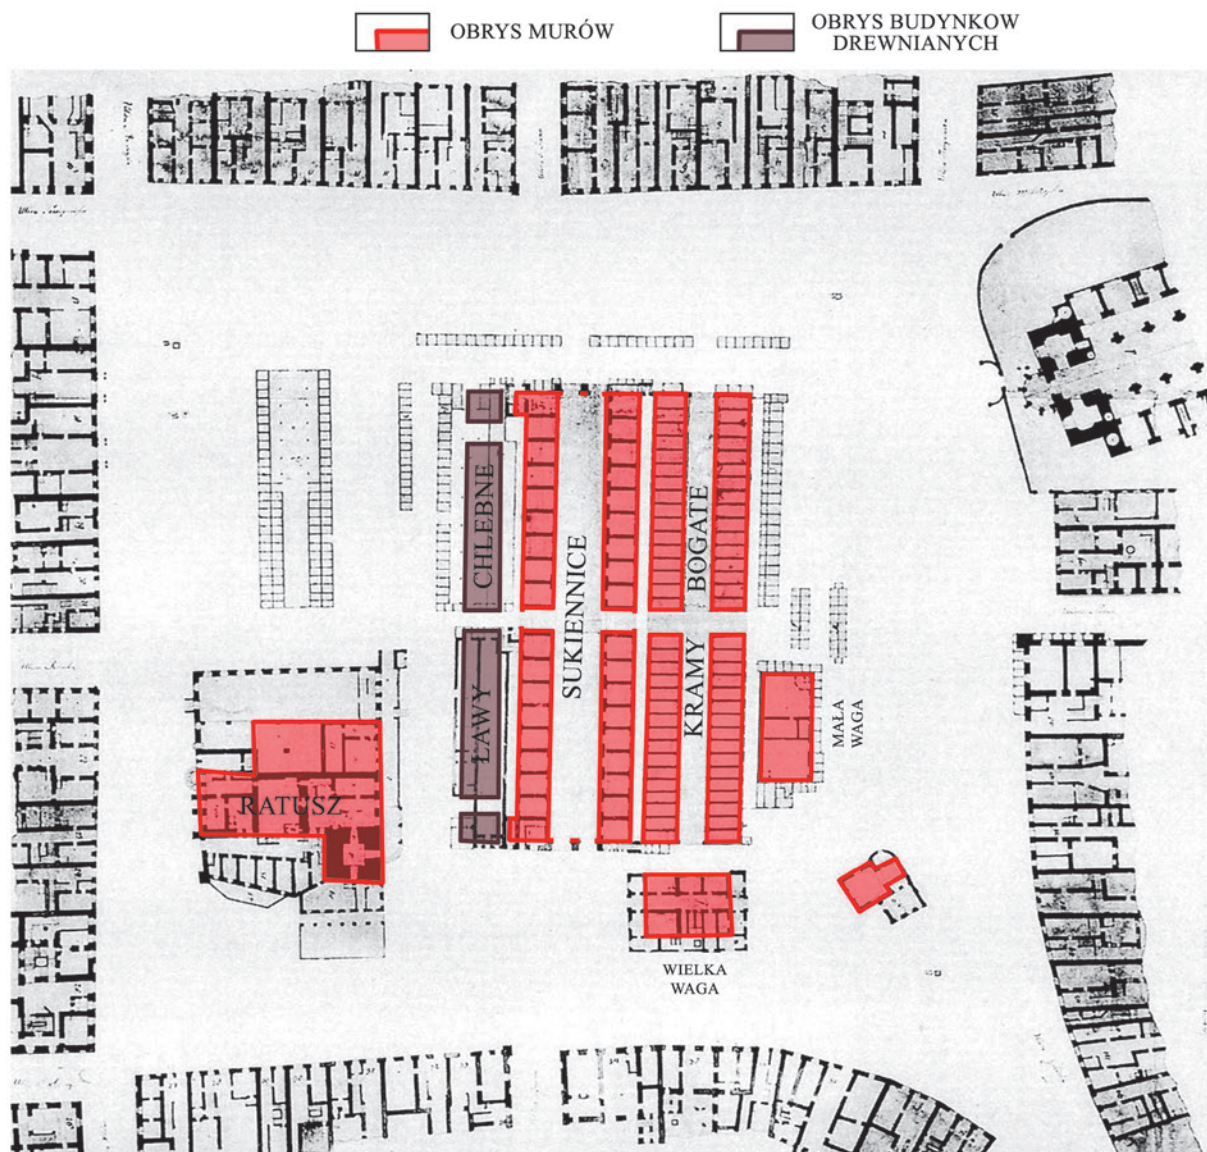 OBRYS MURÓW
OBRYS BUDYNKOW
DREWNIANYCH
CHLEBNE
BOGATE
SUKIENNICE
KRAMY
ŁAWY
MAŁA
WAGA
RATUSZ
WIELKA
WAGA